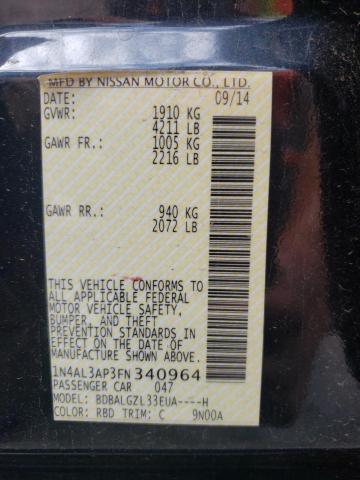 MFD BY NISSAN MOTOR CO., LTD.
DATE: 09/14
GVWR: 1910 KG
4211 LB
GAWR FR.: 1005 KG
2216 LB
GAWR RR.: 940 KG
2072 LB
THIS VEHICLE CONFORMS TO
ALL APPLICABLE FEDERAL
MOTOR VEHICLE SAFETY,
BUMPER, AND THEFT
PREVENTION STANDARDS IN
EFFECT ON THE DATE OF
MANUFACTURE SHOWN ABOVE.
1N4AL3AP3FN 340964
PASSENGER CAR 047
MODEL: BDBALGZL33EUA----H
COLOR: RBD TRIM: C 9N00A